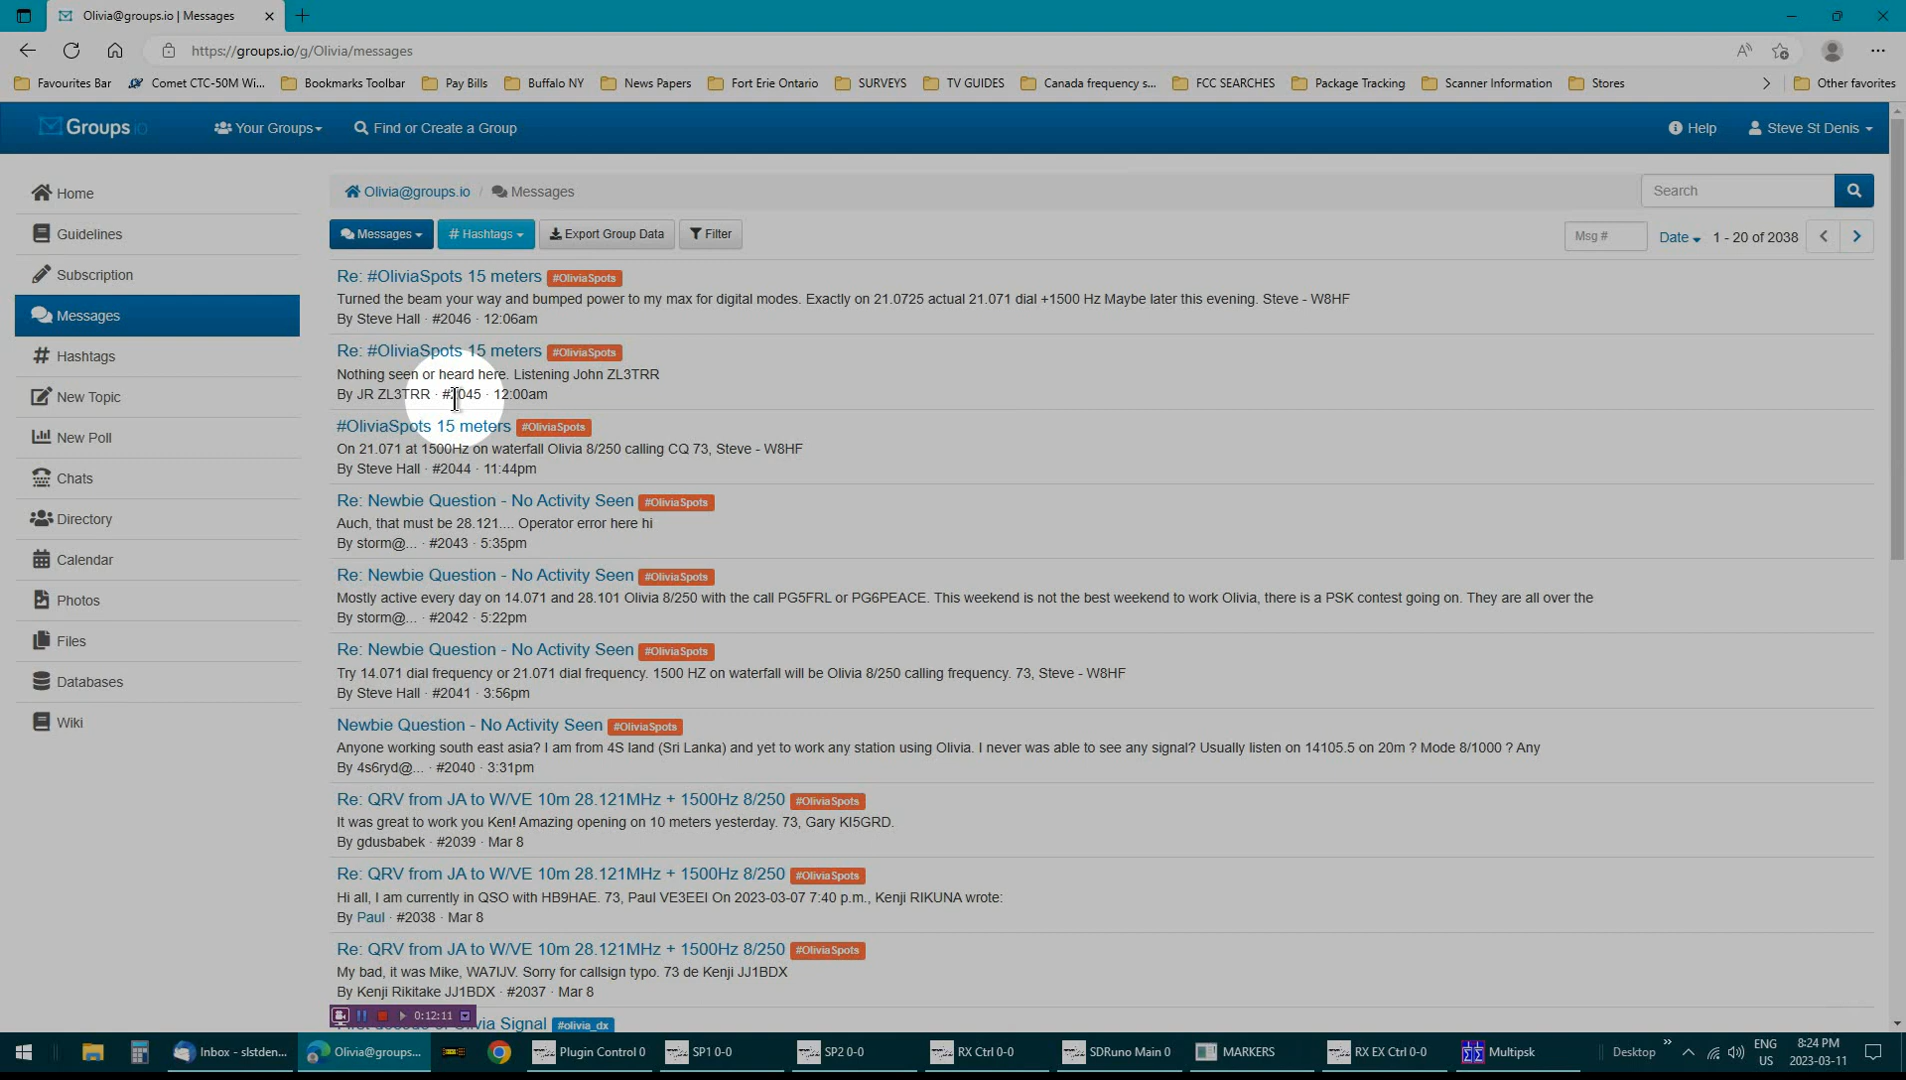 Olivia@groups.io | Messages
https://groups.io/g/Olivia/messages
Favourites Bar Comet CTC-50M Wi... Bookmarks Toolbar Pay Bills Buffalo NY News Papers Fort Erie Ontario SURVEYS TV GUIDES Canada frequency s... FCC SEARCHES Package Tracking Scanner Information Stores Other favorites
Groups.io Your Groups Find or Create a Group Help Steve St Denis
Home
Guidelines
Subscription
Messages
Hashtags
New Topic
New Poll
Chats
Directory
Calendar
Photos
Files
Databases
Wiki
Olivia@groups.io / Messages Search
Messages # Hashtags Export Group Data Filter Msg # Date 1 - 20 of 2038
Re: #OliviaSpots 15 meters #OliviaSpots
Turned the beam your way and bumped power to my max for digital modes. Exactly on 21.0725 actual 21.071 dial +1500 Hz Maybe later this evening. Steve - W8HF
By Steve Hall · #2046 · 12:06am
Re: #OliviaSpots 15 meters #OliviaSpots
Nothing seen or heard here. Listening John ZL3TRR
By JR ZL3TRR · #2045 · 12:00am
#OliviaSpots 15 meters #OliviaSpots
On 21.071 at 1500Hz on waterfall Olivia 8/250 calling CQ 73, Steve - W8HF
By Steve Hall · #2044 · 11:44pm
Re: Newbie Question - No Activity Seen #OliviaSpots
Auch, that must be 28.121.... Operator error here hi
By storm@... · #2043 · 5:35pm
Re: Newbie Question - No Activity Seen #OliviaSpots
Mostly active every day on 14.071 and 28.101 Olivia 8/250 with the call PG5FRL or PG6PEACE. This weekend is not the best weekend to work Olivia, there is a PSK contest going on. They are all over the
By storm@... · #2042 · 5:22pm
Re: Newbie Question - No Activity Seen #OliviaSpots
Try 14.071 dial frequency or 21.071 dial frequency. 1500 HZ on waterfall will be Olivia 8/250 calling frequency. 73, Steve - W8HF
By Steve Hall · #2041 · 3:56pm
Newbie Question - No Activity Seen #OliviaSpots
Anyone working south east asia? I am from 4S land (Sri Lanka) and yet to work any station using Olivia. I never was able to see any signal? Usually listen on 14105.5 on 20m ? Mode 8/1000 ? Any
By 4s6ryd@... · #2040 · 3:31pm
Re: QRV from JA to W/VE 10m 28.121MHz + 1500Hz 8/250 #OliviaSpots
It was great to work you Ken! Amazing opening on 10 meters yesterday. 73, Gary KI5GRD.
By gdusbabek · #2039 · Mar 8
Re: QRV from JA to W/VE 10m 28.121MHz + 1500Hz 8/250 #OliviaSpots
Hi all, I am currently in QSO with HB9HAE. 73, Paul VE3EEI On 2023-03-07 7:40 p.m., Kenji RIKUNA wrote:
By Paul · #2038 · Mar 8
Re: QRV from JA to W/VE 10m 28.121MHz + 1500Hz 8/250 #OliviaSpots
My bad, it was Mike, WA7IJV. Sorry for callsign typo. 73 de Kenji JJ1BDX
By Kenji Rikitake JJ1BDX · #2037 · Mar 8
0:12:11
Signal #olivia_dx
Inbox - slstden... Olivia@groups... Plugin Control 0 SP1 0-0 SP2 0-0 RX Ctrl 0-0 SDRuno Main 0 MARKERS RX EX Ctrl 0-0 Multipsk Desktop ENG US 8:24 PM 2023-03-11